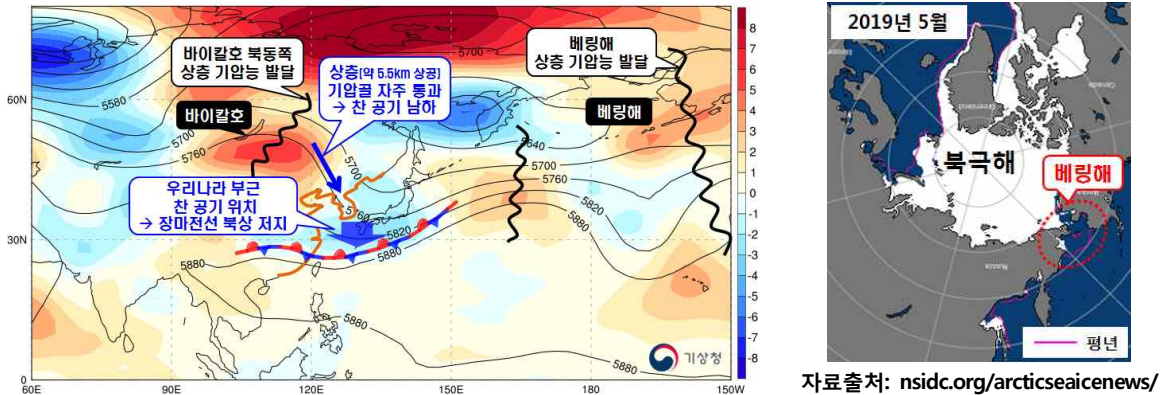 바이칼호 북동쪽
상층 기압능 발달
상층(약 5.5km 상공)
기압골 자주 통과
→ 찬 공기 남하
베링해
상층 기압능 발달
바이칼호
베링해
우리나라 부근
찬 공기 위치
→ 장마전선 북상 저지
5700
5580
5700
5760
5700
5760
5820
5880
5640
5700
5760
5820
5880
5880
5880
5880
기상청
60N
30N
0
60E
90E
120E
150E
180
150W
8
7
6
5
4
3
2
1
0
-1
-2
-3
-4
-5
-6
-7
-8
2019년 5월
북극해
베링해
Greenland
Russia
평년
자료출처: nsidc.org/arcticseaicenews/